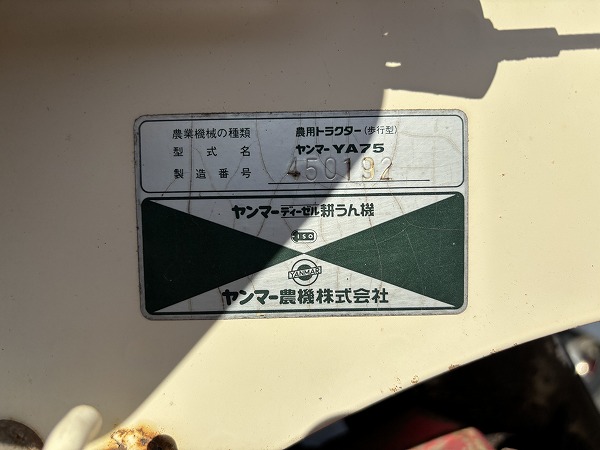 農業機械の種類 農用トラクター(歩行型)
型式名 ヤンマー YA75
製造番号 450192
ヤンマーディーゼル耕うん機
ISO
YANMAR
ヤンマー農機株式会社